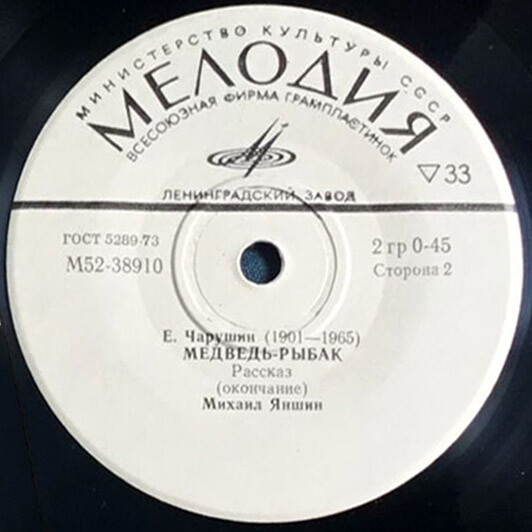 МИНИСТЕРСТВО КУЛЬТУРЫ СССР
МЕЛОДИЯ
ВСЕСОЮЗНАЯ ФИРМА ГРАМПЛАСТИНОК
▽33
ЛЕНИНГРАДСКИЙ ЗАВОД
ГОСТ 5289-73
2 гр 0-45
М52-38910
Сторона 2
Е. Чарушин (1901—1965)
МЕДВЕДЬ-РЫБАК
Рассказ
(окончание)
Михаил Яншин